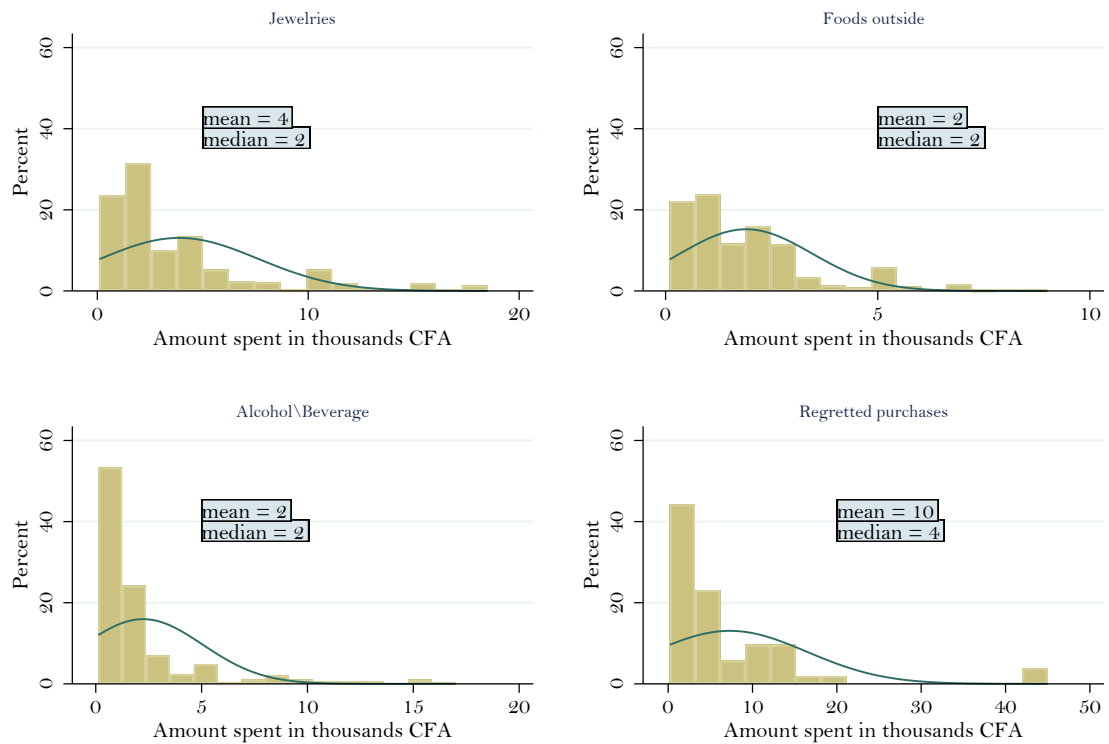 Jewelries
60
40
20
0
Percent
mean = 4
median = 2
0 10 20
Amount spent in thousands CFA
Foods outside
60
40
20
0
Percent
mean = 2
median = 2
0 5 10
Amount spent in thousands CFA
Alcohol\Beverage
60
40
20
0
Percent
mean = 2
median = 2
0 5 10 15 20
Amount spent in thousands CFA
Regretted purchases
60
40
20
0
Percent
mean = 10
median = 4
0 10 20 30 40 50
Amount spent in thousands CFA